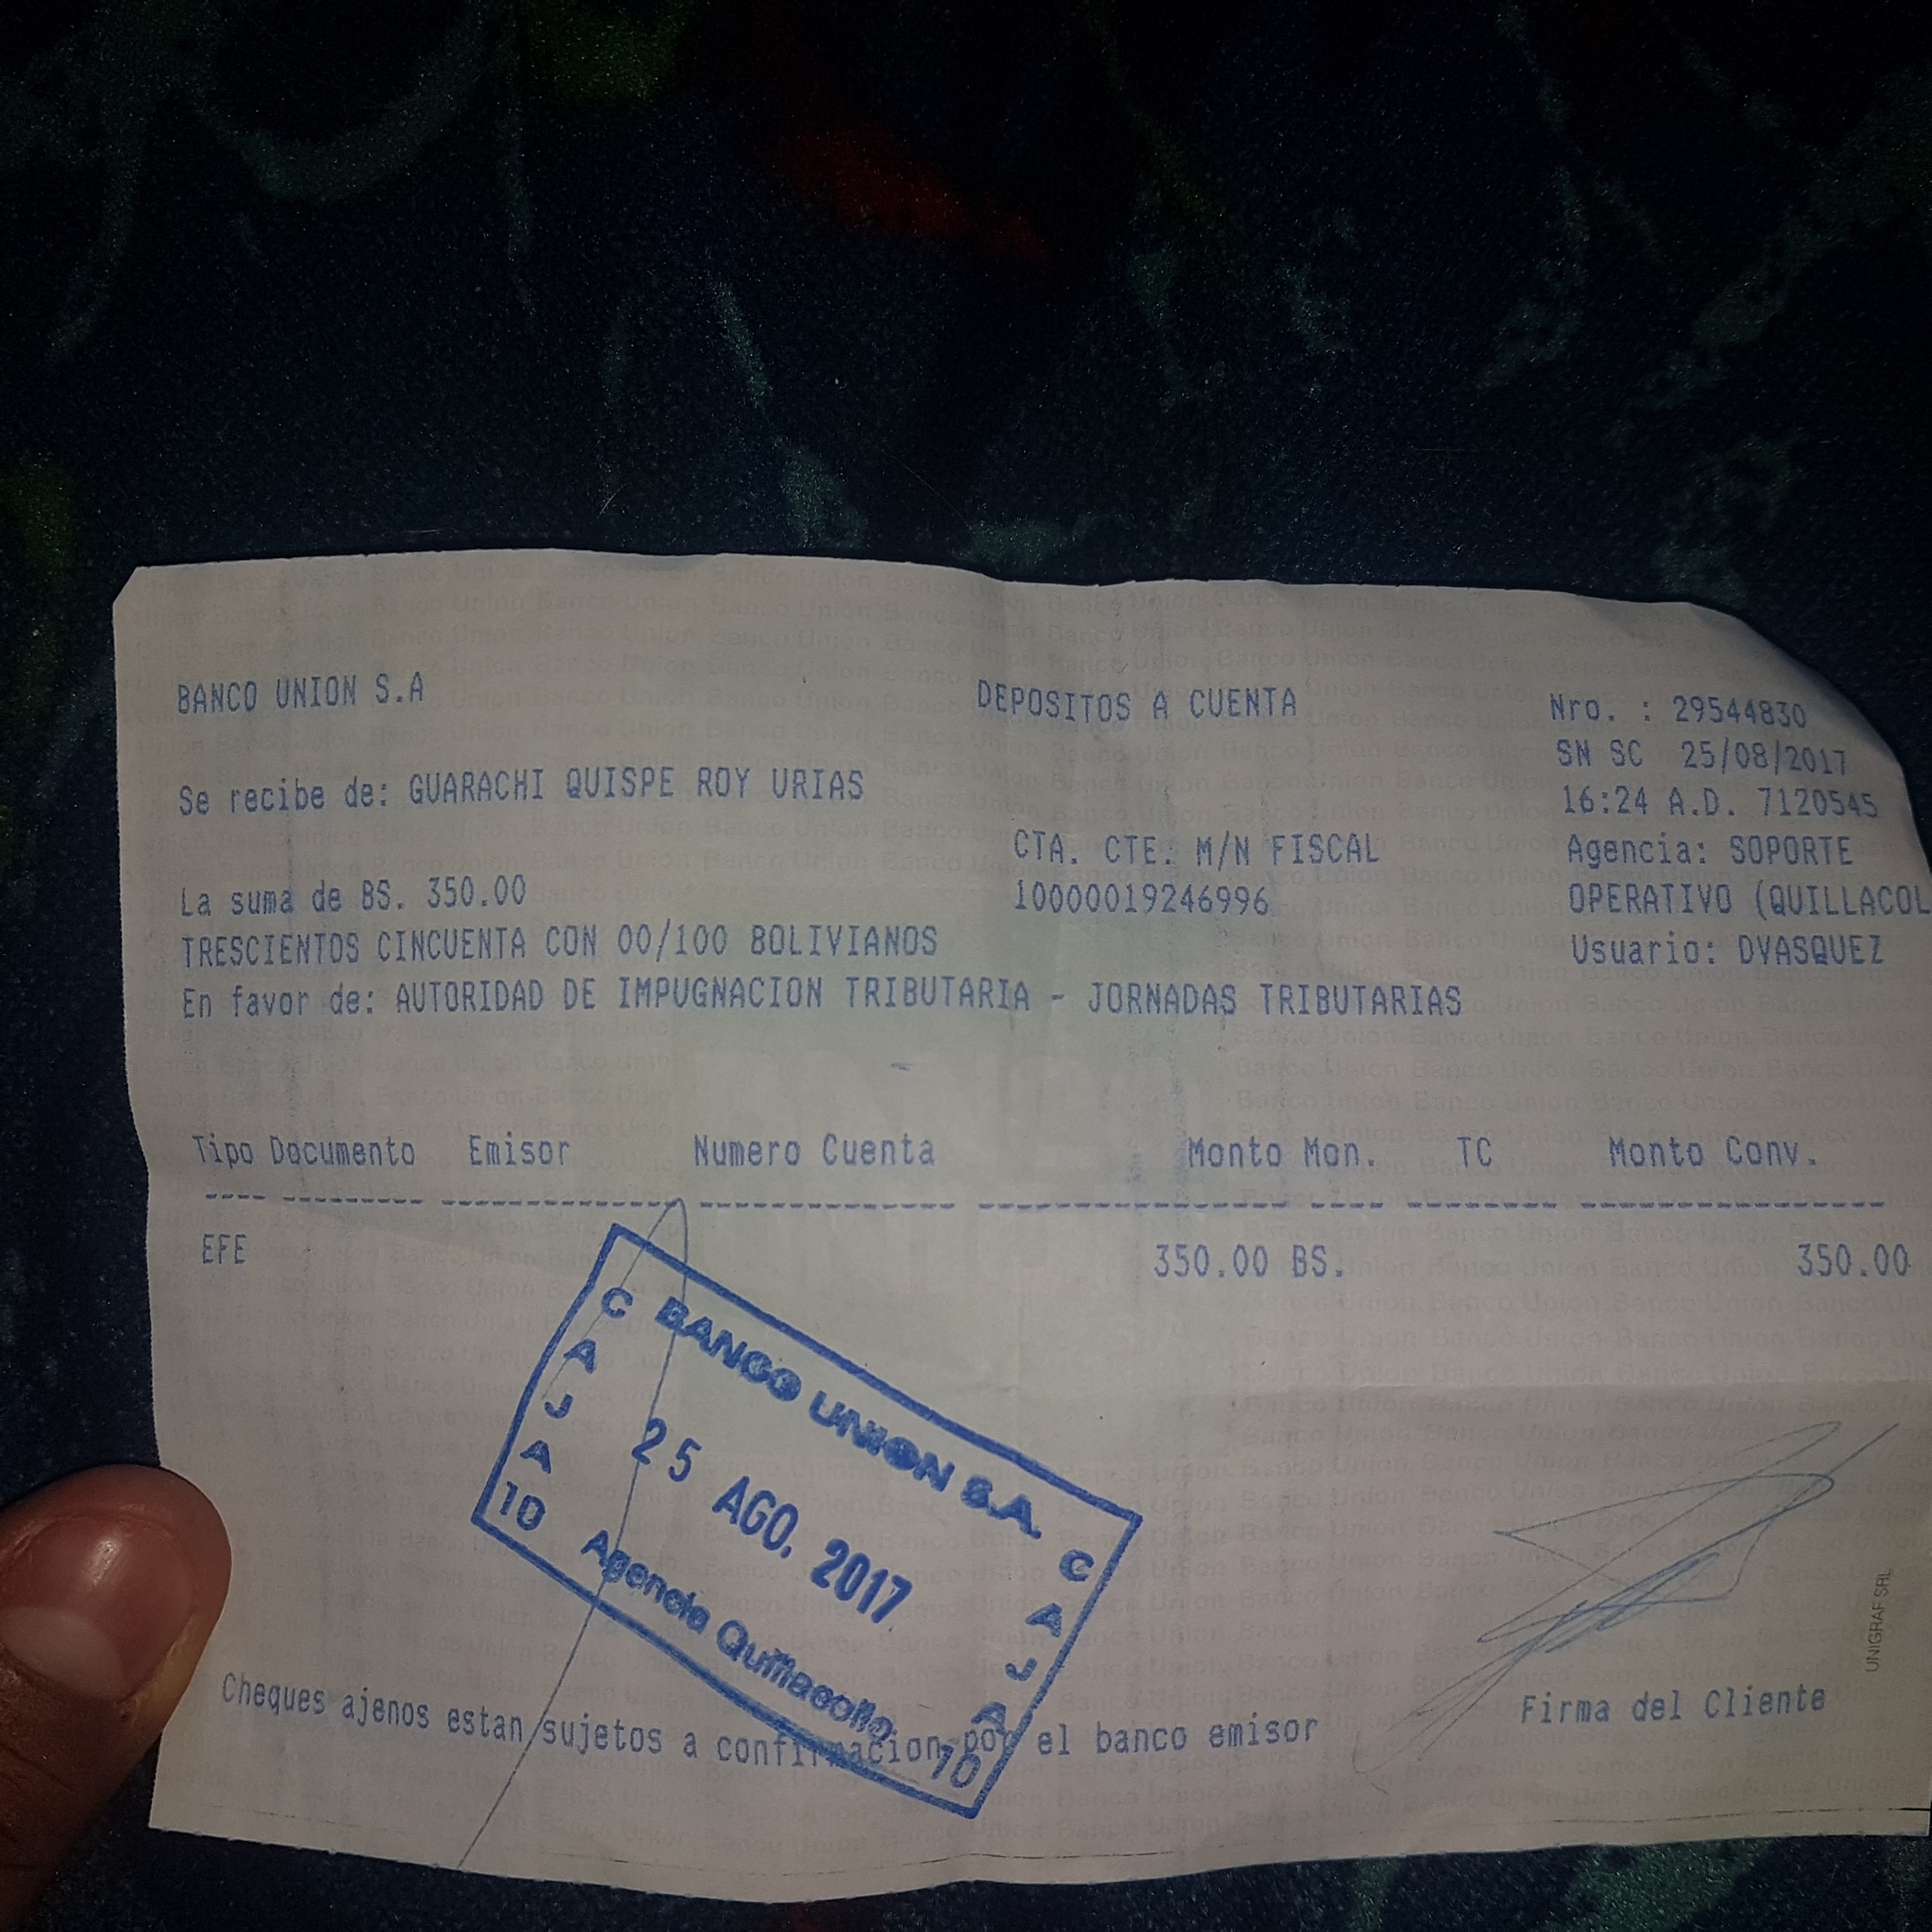 BANCO UNION S.A
DEPOSITOS A CUENTA
Nro. : 29544830
SN SC 25/08/2017
Se recibe de: GUARACHI QUISPE ROY URIAS
16:24 A.D. 7120545
CTA. CTE. M/N FISCAL
Agencia: SOPORTE
La suma de BS. 350.00
10000019246996
OPERATIVO (QUILLACOL
TRESCIENTOS CINCUENTA CON 00/100 BOLIVIANOS
Usuario: DVASQUEZ
En favor de: AUTORIDAD DE IMPUGNACION TRIBUTARIA - JORNADAS TRIBUTARIAS
Tipo Documento Emisor Numero Cuenta Monto Mon. TC Monto Conv.
EFE 350.00 BS. 350.00
BANCO UNION S.A.
CAJA 10
25 AGO. 2017
Agencia Quillacollo
CAJA 10
UNIGRAF SRL
Firma del Cliente
Cheques ajenos estan sujetos a confirmacion por el banco emisor